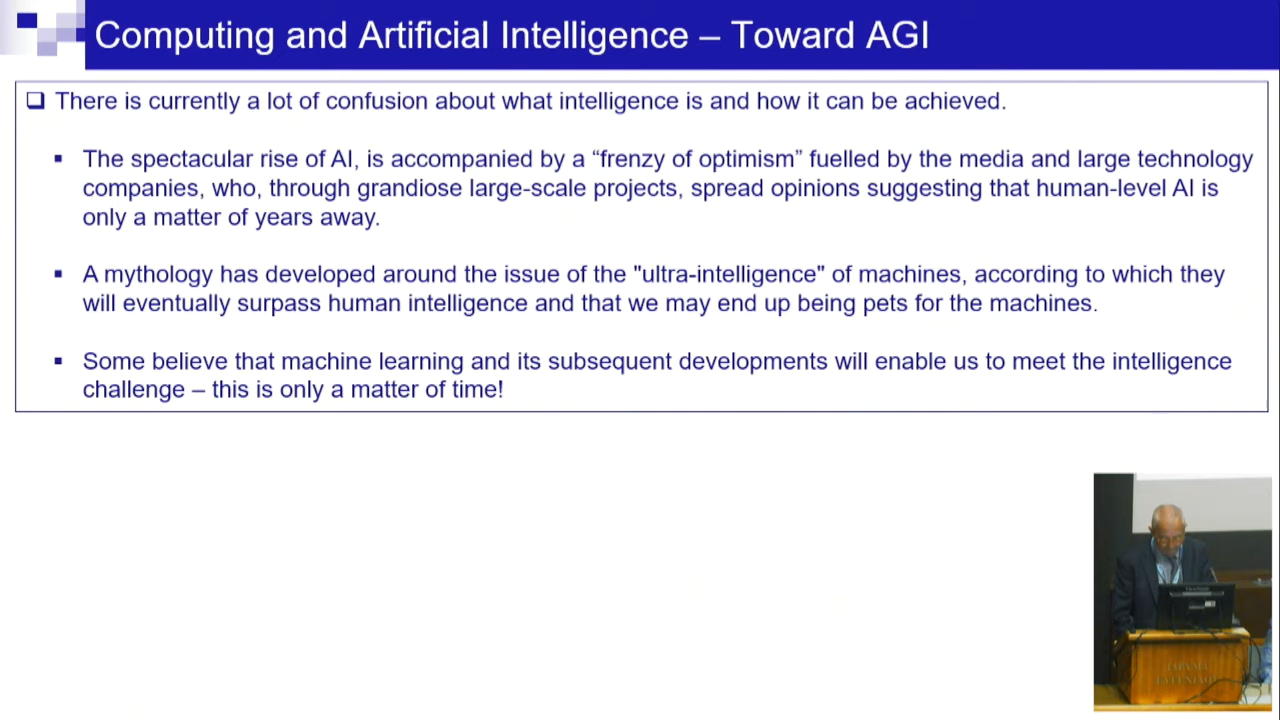 Computing and Artificial Intelligence – Toward AGI
There is currently a lot of confusion about what intelligence is and how it can be achieved.
The spectacular rise of AI, is accompanied by a “frenzy of optimism” fuelled by the media and large technology
companies, who, through grandiose large-scale projects, spread opinions suggesting that human-level AI is
only a matter of years away.
A mythology has developed around the issue of the "ultra-intelligence" of machines, according to which they
will eventually surpass human intelligence and that we may end up being pets for the machines.
Some believe that machine learning and its subsequent developments will enable us to meet the intelligence
challenge – this is only a matter of time!